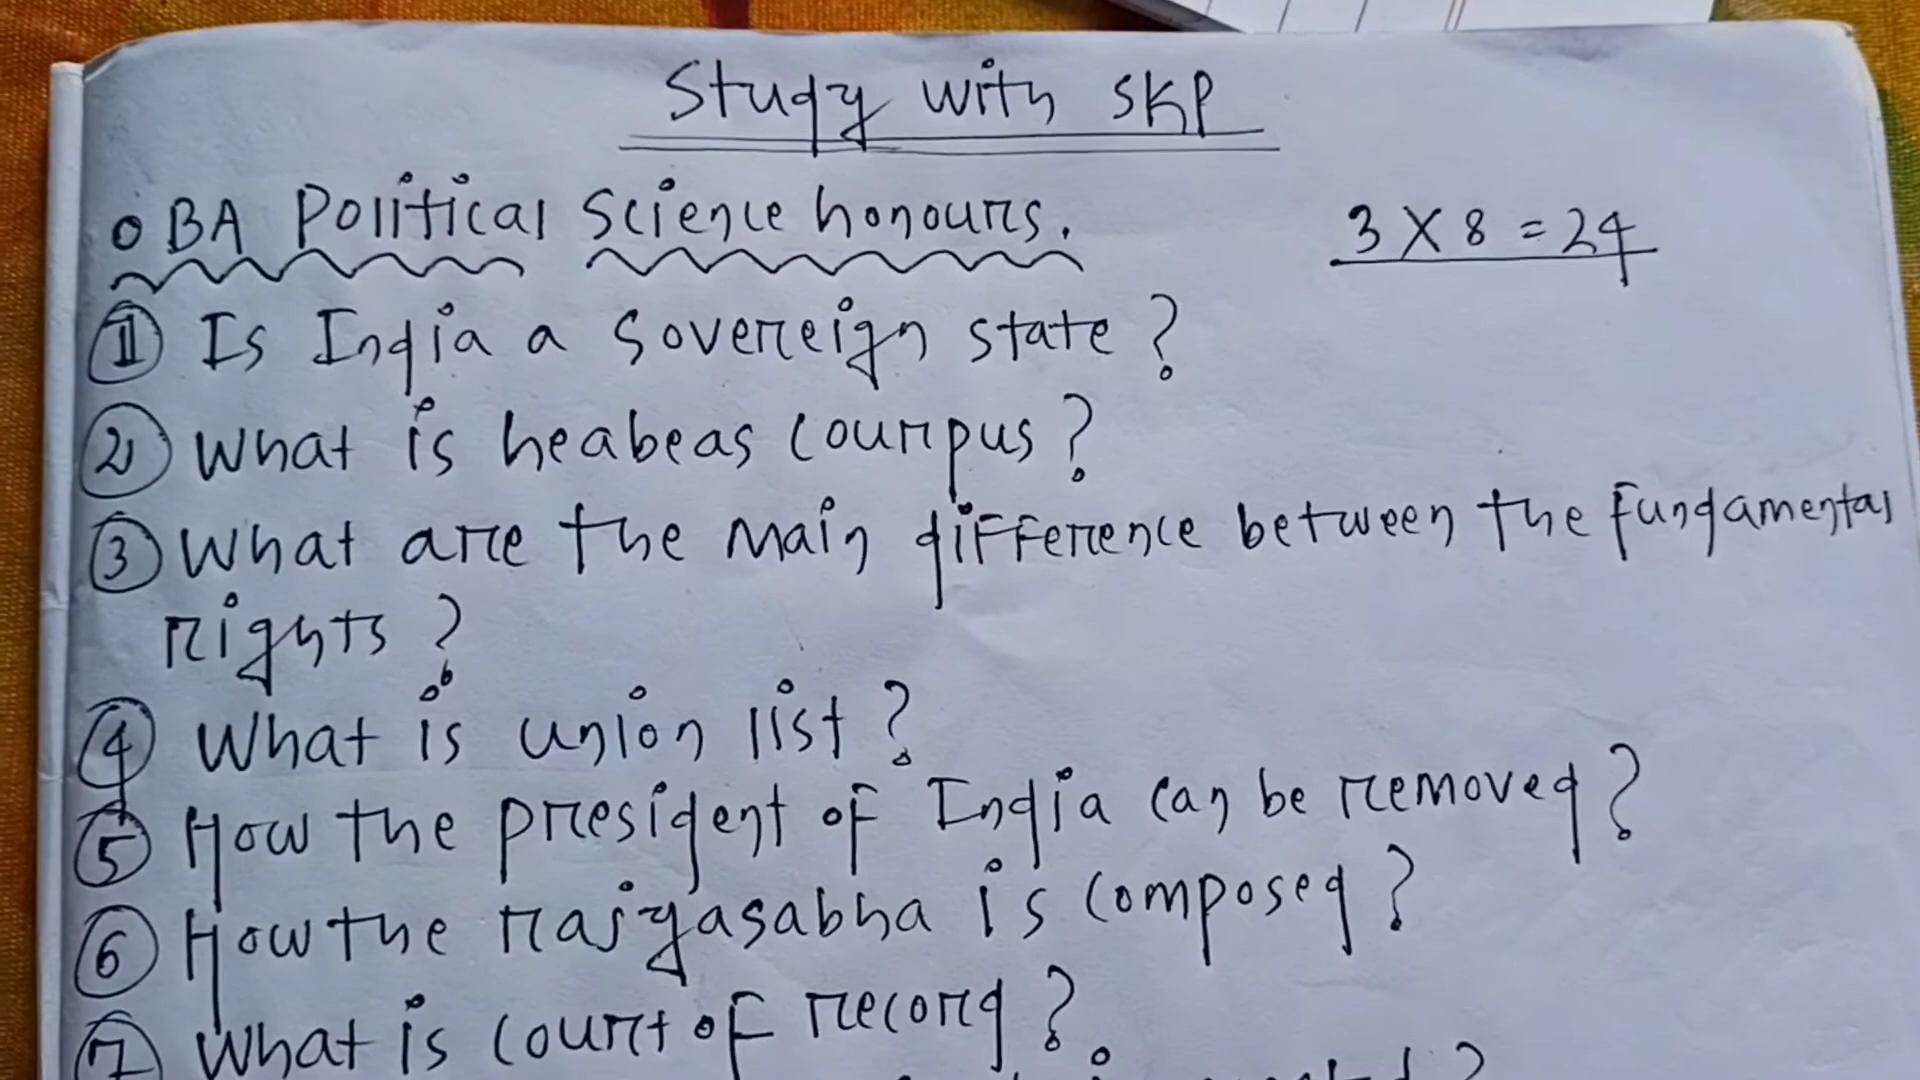 Study with SKP
BA Political Science honours.
3 X 8 = 24
① Is India a sovereign state ?
② What is heabeas courpus ?
③ What are the main difference between the fundamental
rights ?
④ What is union list ?
⑤ How the president of India can be removed ?
⑥ How the rajyasabha is composed ?
⑦ What is court of record ?